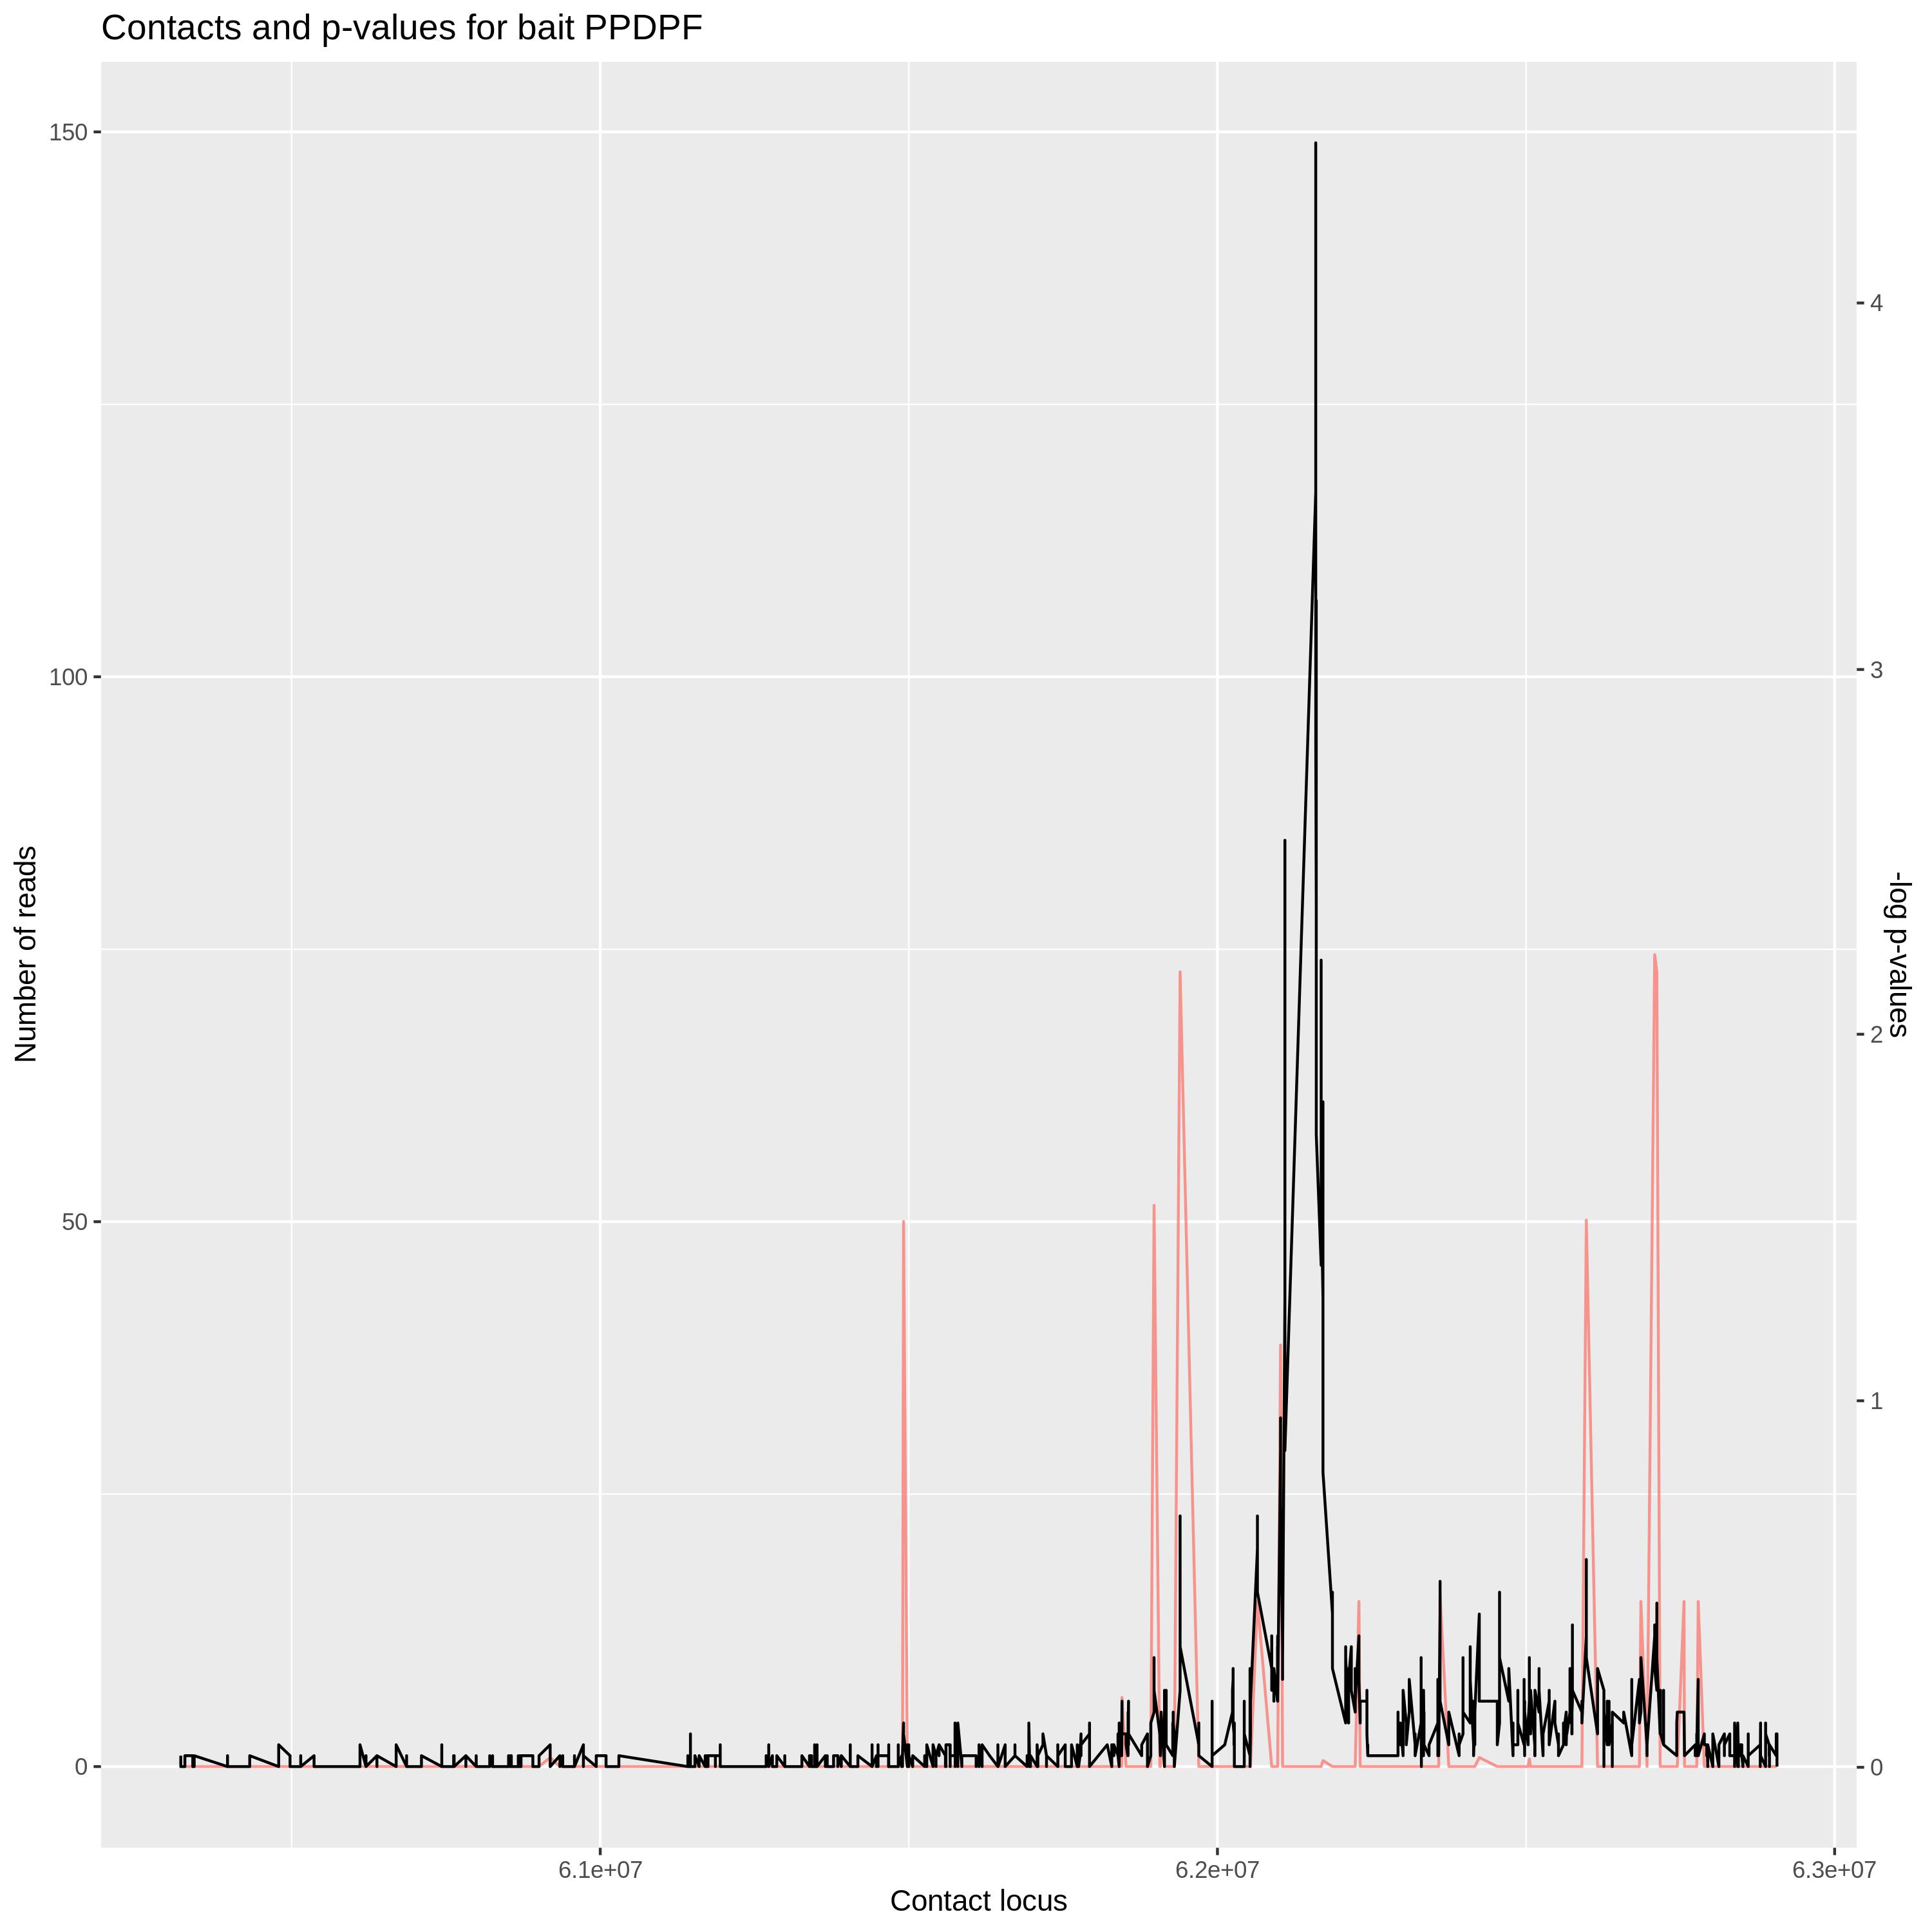 Contacts and p-values for bait PPDPF
150
100
50
0
Number of reads
4
3
2
1
0
-log p-values
6.1e+07
6.2e+07
6.3e+07
Contact locus